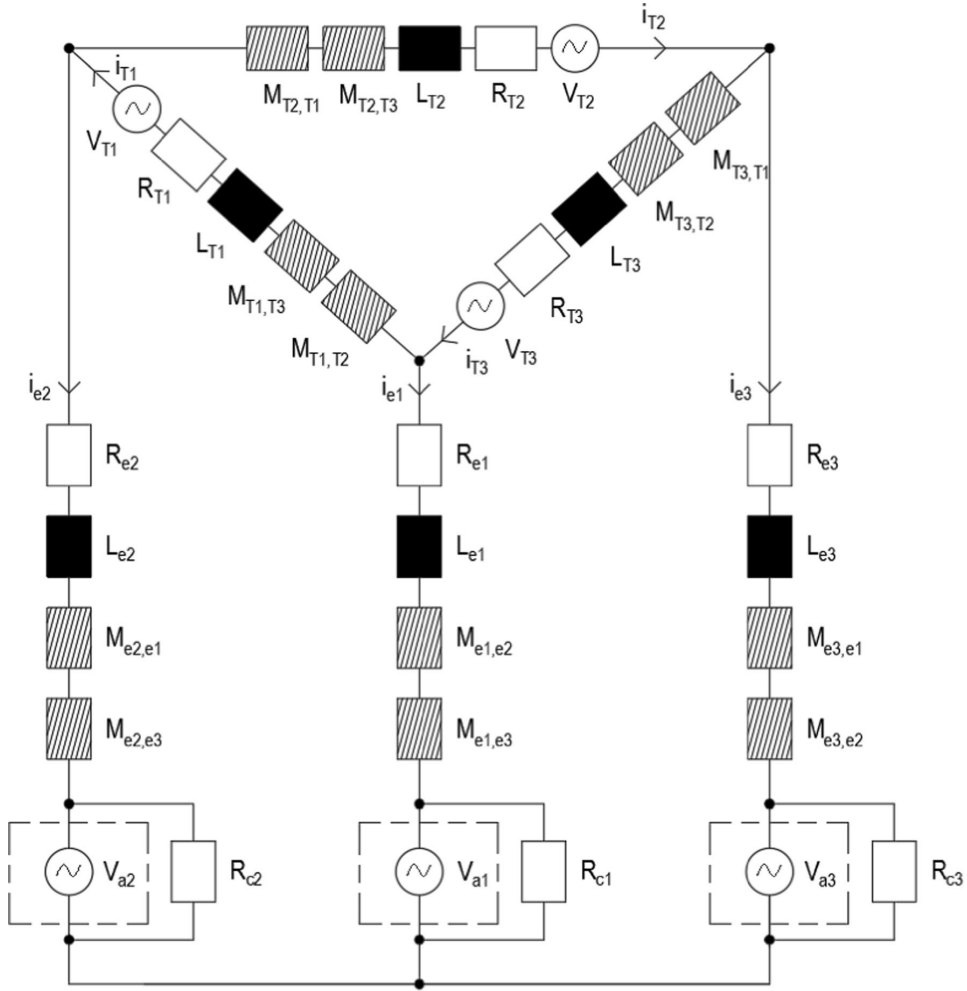 i_T2
i_T1
M_T2,T1 M_T2,T3 L_T2 R_T2 V_T2
V_T1
M_T3,T1
R_T1
M_T3,T2
L_T1
L_T3
M_T1,T3
R_T3
M_T1,T2
V_T3
i_T3
i_e2 i_e1 i_e3
R_e2 R_e1 R_e3
L_e2 L_e1 L_e3
M_e2,e1 M_e1,e2 M_e3,e1
M_e2,e3 M_e1,e3 M_e3,e2
V_a2 R_c2 V_a1 R_c1 V_a3 R_c3